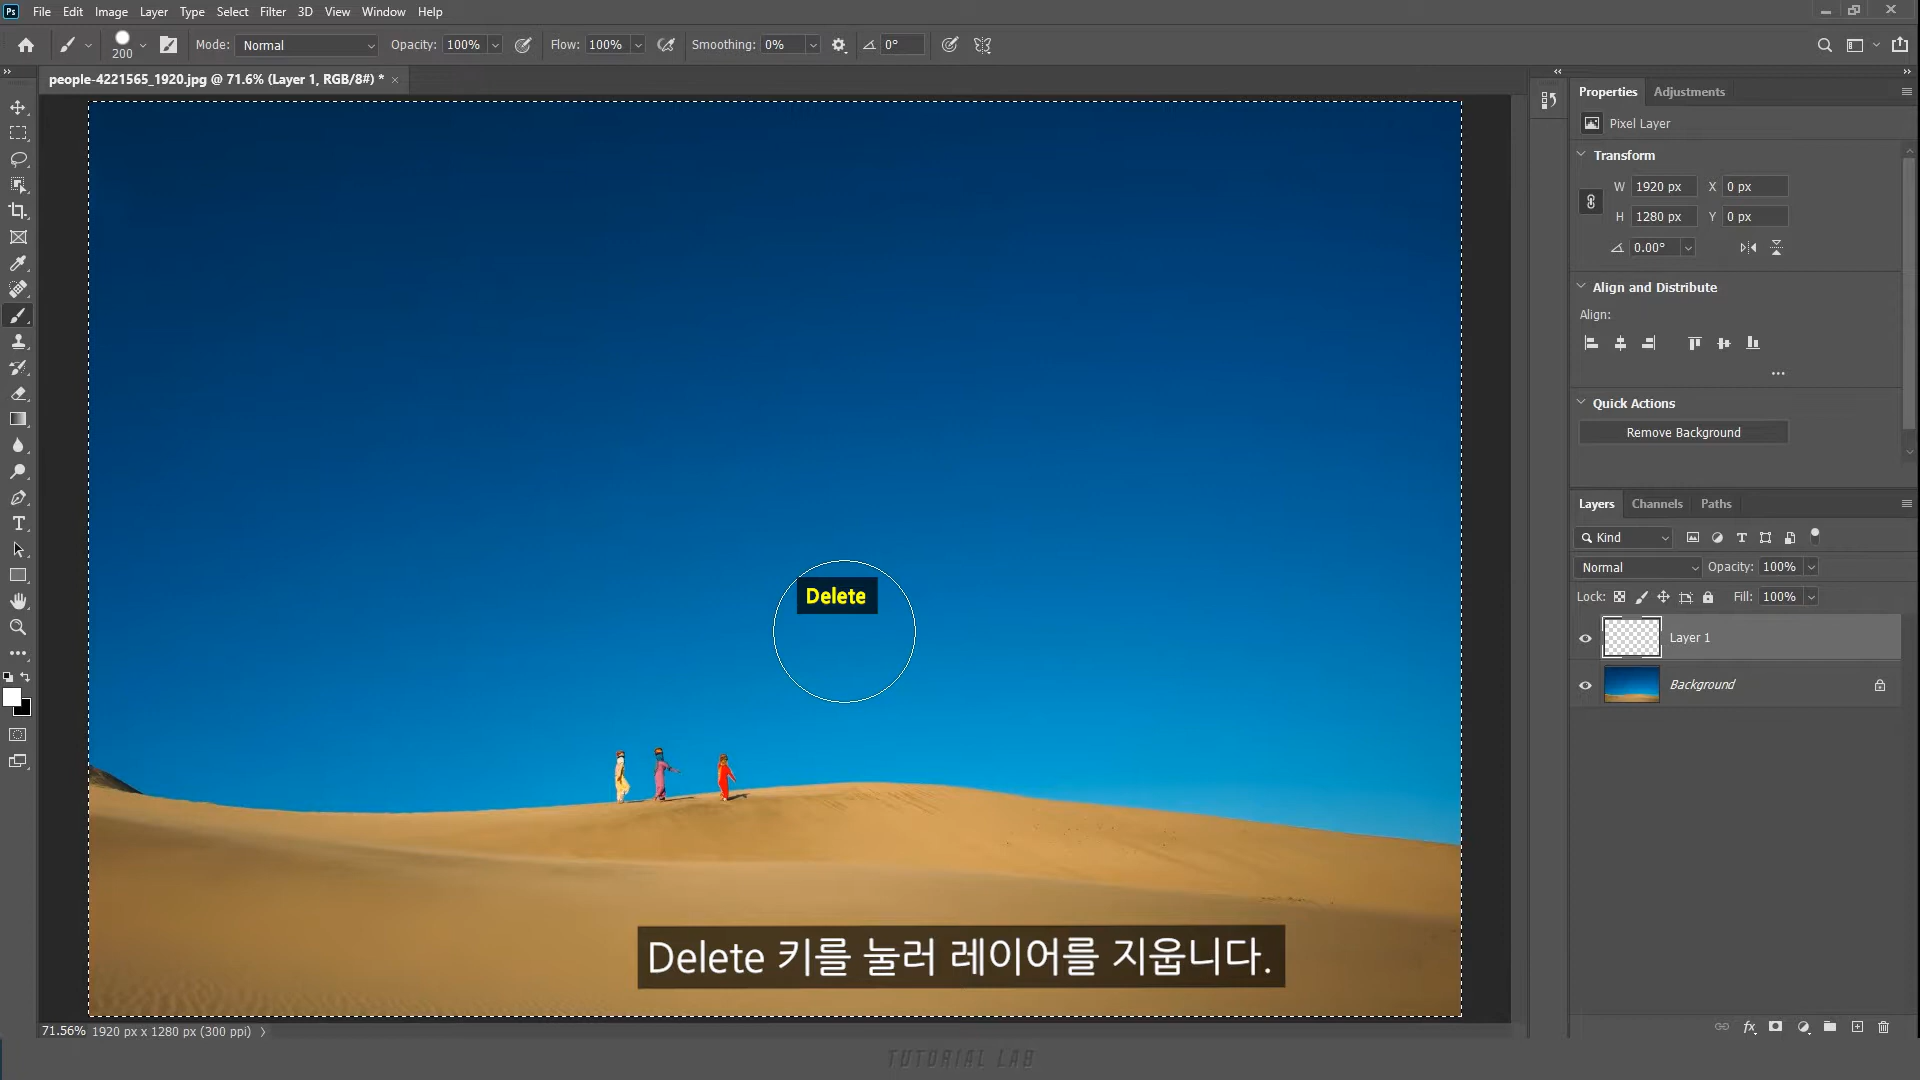 Ps File Edit Image Layer Type Select Filter 3D View Window Help
200 Mode: Normal Opacity: 100% Flow: 100% Smoothing: 0% 0°
people-4221565_1920.jpg @ 71.6% (Layer 1, RGB/8#) *
Properties Adjustments
Pixel Layer
Transform
W 1920 px X 0 px
H 1280 px Y 0 px
0.00°
Align and Distribute
Align:
Quick Actions
Remove Background
Layers Channels Paths
Kind
Normal Opacity: 100%
Lock: Fill: 100%
Layer 1
Background
Delete
Delete 키를 눌러 레이어를 지웁니다.
71.56% 1920 px x 1280 px (300 ppi)
TUTORIAL LAB